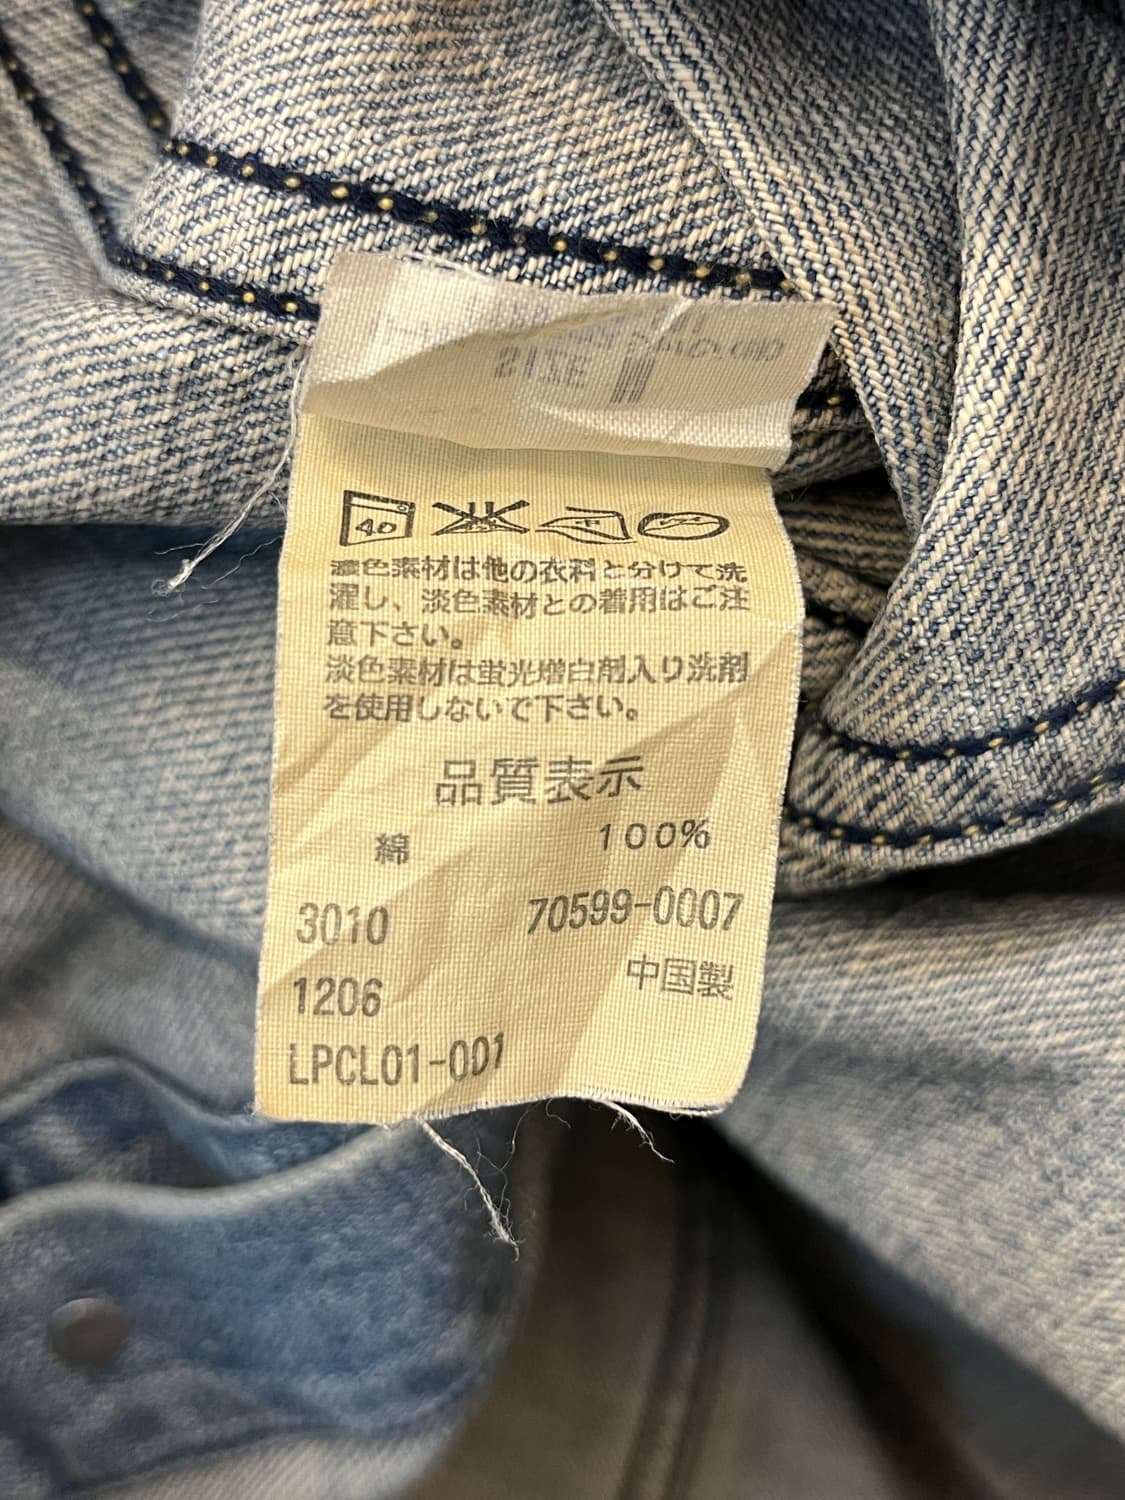 SIZE
40
濃色素材は他の衣料と分けて洗
濯し、淡色素材との着用はご注
意下さい。
淡色素材は蛍光増白剤入り洗剤
を使用しないで下さい。
品質表示
綿 100%
3010 70599-0007
1206 中国製
LPCL01-001